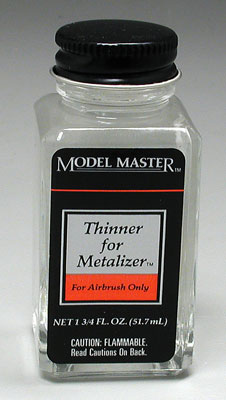 MODEL MASTER™
Thinner
for
Metalizer™
For Airbrush Only
NET 1 3/4 FL. OZ. (51.7mL)
CAUTION: FLAMMABLE.
Read Cautions On Back.